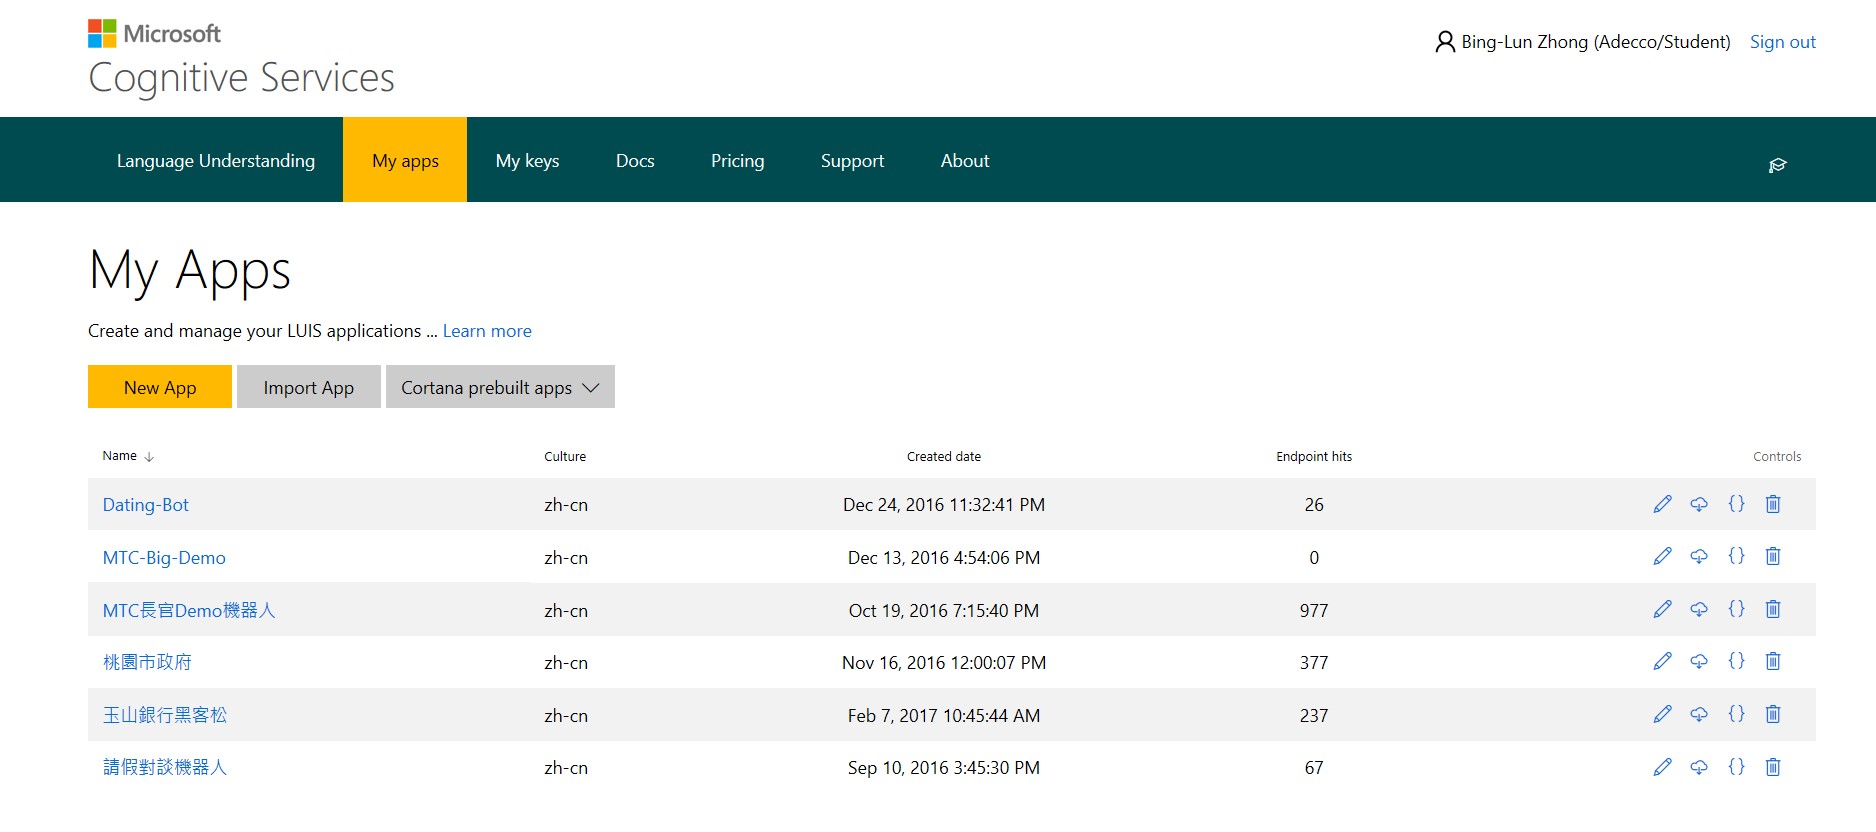 Microsoft
Cognitive Services
Bing-Lun Zhong (Adecco/Student) Sign out
Language Understanding My apps My keys Docs Pricing Support About
My Apps
Create and manage your LUIS applications ... Learn more
New App Import App Cortana prebuilt apps
Name Culture Created date Endpoint hits Controls
Dating-Bot zh-cn Dec 24, 2016 11:32:41 PM 26
MTC-Big-Demo zh-cn Dec 13, 2016 4:54:06 PM 0
MTC長官Demo機器人 zh-cn Oct 19, 2016 7:15:40 PM 977
桃園市政府 zh-cn Nov 16, 2016 12:00:07 PM 377
玉山銀行黑客松 zh-cn Feb 7, 2017 10:45:44 AM 237
請假對談機器人 zh-cn Sep 10, 2016 3:45:30 PM 67